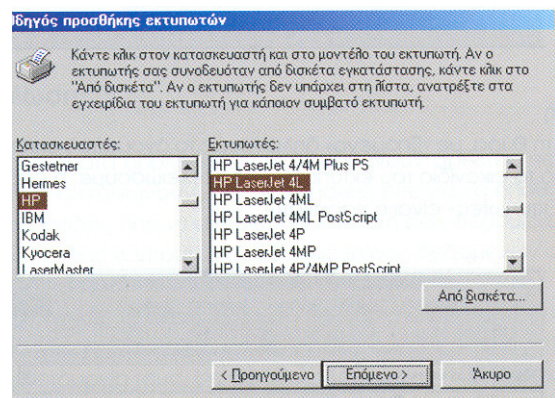 δηγός προσθήκης εκτυπωτών
Κάντε κλικ στον κατασκευαστή και στο μοντέλο του εκτυπωτή. Αν ο
εκτυπωτής σας συνοδευόταν από δισκέτα εγκατάστασης, κάντε κλικ στο
"Από δισκέτα". Αν ο εκτυπωτής δεν υπάρχει στη λίστα, ανατρέξτε στα
εγχειρίδια του εκτυπωτή για κάποιον συμβατό εκτυπωτή.
Κατασκευαστές:
Gestetner
Hermes
HP
IBM
Kodak
Kyocera
LaserMaster
Εκτυπωτές:
HP LaserJet 4/4M Plus PS
HP LaserJet 4L
HP LaserJet 4ML
HP LaserJet 4ML PostScript
HP LaserJet 4P
HP LaserJet 4MP
HP LaserJet 4P/4MP PostScript
Από δισκέτα...
< Προηγούμενο
Επόμενο >
Άκυρο